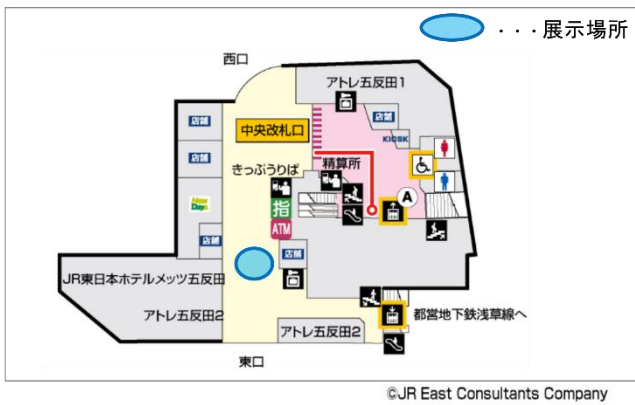 ・・・展示場所
西口
アトレ五反田1
店舗
店舗
中央改札口
KIOSK
店舗
きっぷうりば
精算所
A
New Days
指
ATM
店舗
店舗
JR東日本ホテルメッツ五反田
アトレ五反田2
都営地下鉄浅草線へ
アトレ五反田2
東口
©JR East Consultants Company